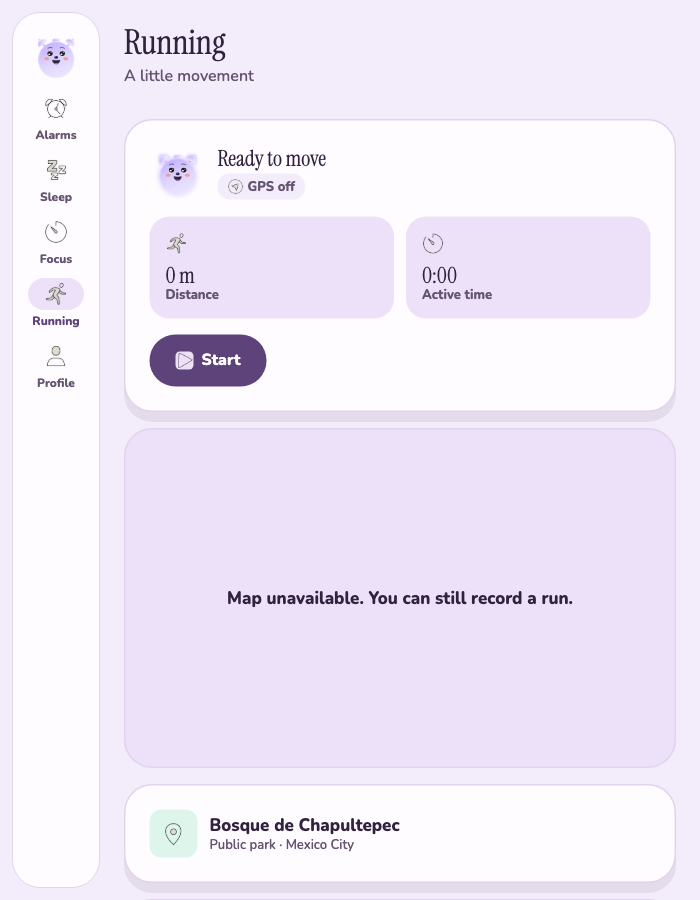 Running
A little movement
Alarms
Sleep
Focus
Running
Profile
Ready to move
GPS off
0 m
Distance
0:00
Active time
Start
Map unavailable. You can still record a run.
Bosque de Chapultepec
Public park · Mexico City